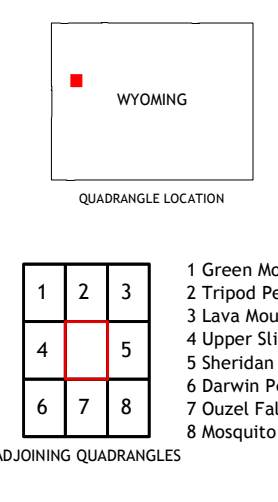 WYOMING
QUADRANGLE LOCATION
1 2 3
4 5
6 7 8
1 Green Mo
2 Tripod Pe
3 Lava Mou
4 Upper Sli
5 Sheridan
6 Darwin Po
7 Ouzel Fal
8 Mosquito
ADJOINING QUADRANGLES